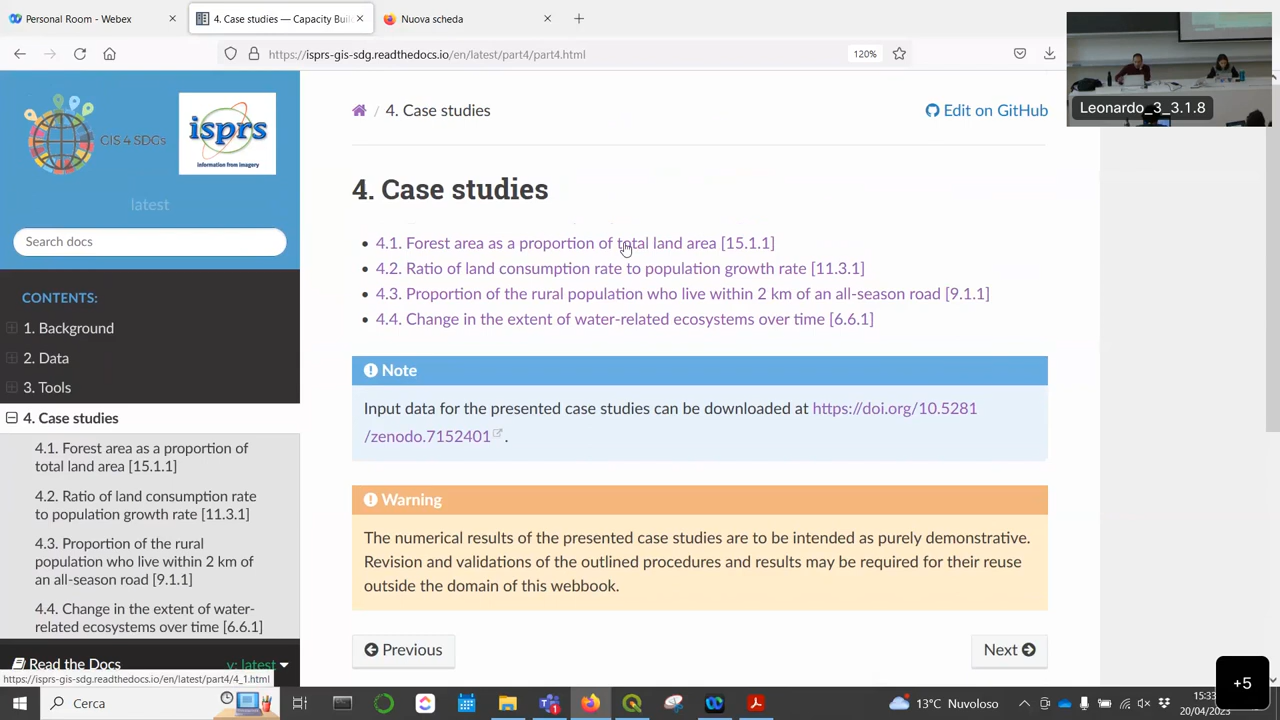 Personal Room - Webex
4. Case studies — Capacity Buil
Nuova scheda
https://isprs-gis-sdg.readthedocs.io/en/latest/part4/part4.html
120%
Leonardo_3_3.1.8
GIS 4 SDGs
isprs
Information from imagery
latest
Search docs
CONTENTS:
1. Background
2. Data
3. Tools
4. Case studies
4.1. Forest area as a proportion of
total land area [15.1.1]
4.2. Ratio of land consumption rate
to population growth rate [11.3.1]
4.3. Proportion of the rural
population who live within 2 km of
an all-season road [9.1.1]
4.4. Change in the extent of water-
related ecosystems over time [6.6.1]
Read the Docs
v: latest
https://isprs-gis-sdg.readthedocs.io/en/latest/part4/4_1.html
/ 4. Case studies
Edit on GitHub
4. Case studies
4.1. Forest area as a proportion of total land area [15.1.1]
4.2. Ratio of land consumption rate to population growth rate [11.3.1]
4.3. Proportion of the rural population who live within 2 km of an all-season road [9.1.1]
4.4. Change in the extent of water-related ecosystems over time [6.6.1]
Note
Input data for the presented case studies can be downloaded at https://doi.org/10.5281
/zenodo.7152401 .
Warning
The numerical results of the presented case studies are to be intended as purely demonstrative.
Revision and validations of the outlined procedures and results may be required for their reuse
outside the domain of this webbook.
Previous
Next
+5
Cerca
13°C Nuvoloso
15:33
20/04/2023